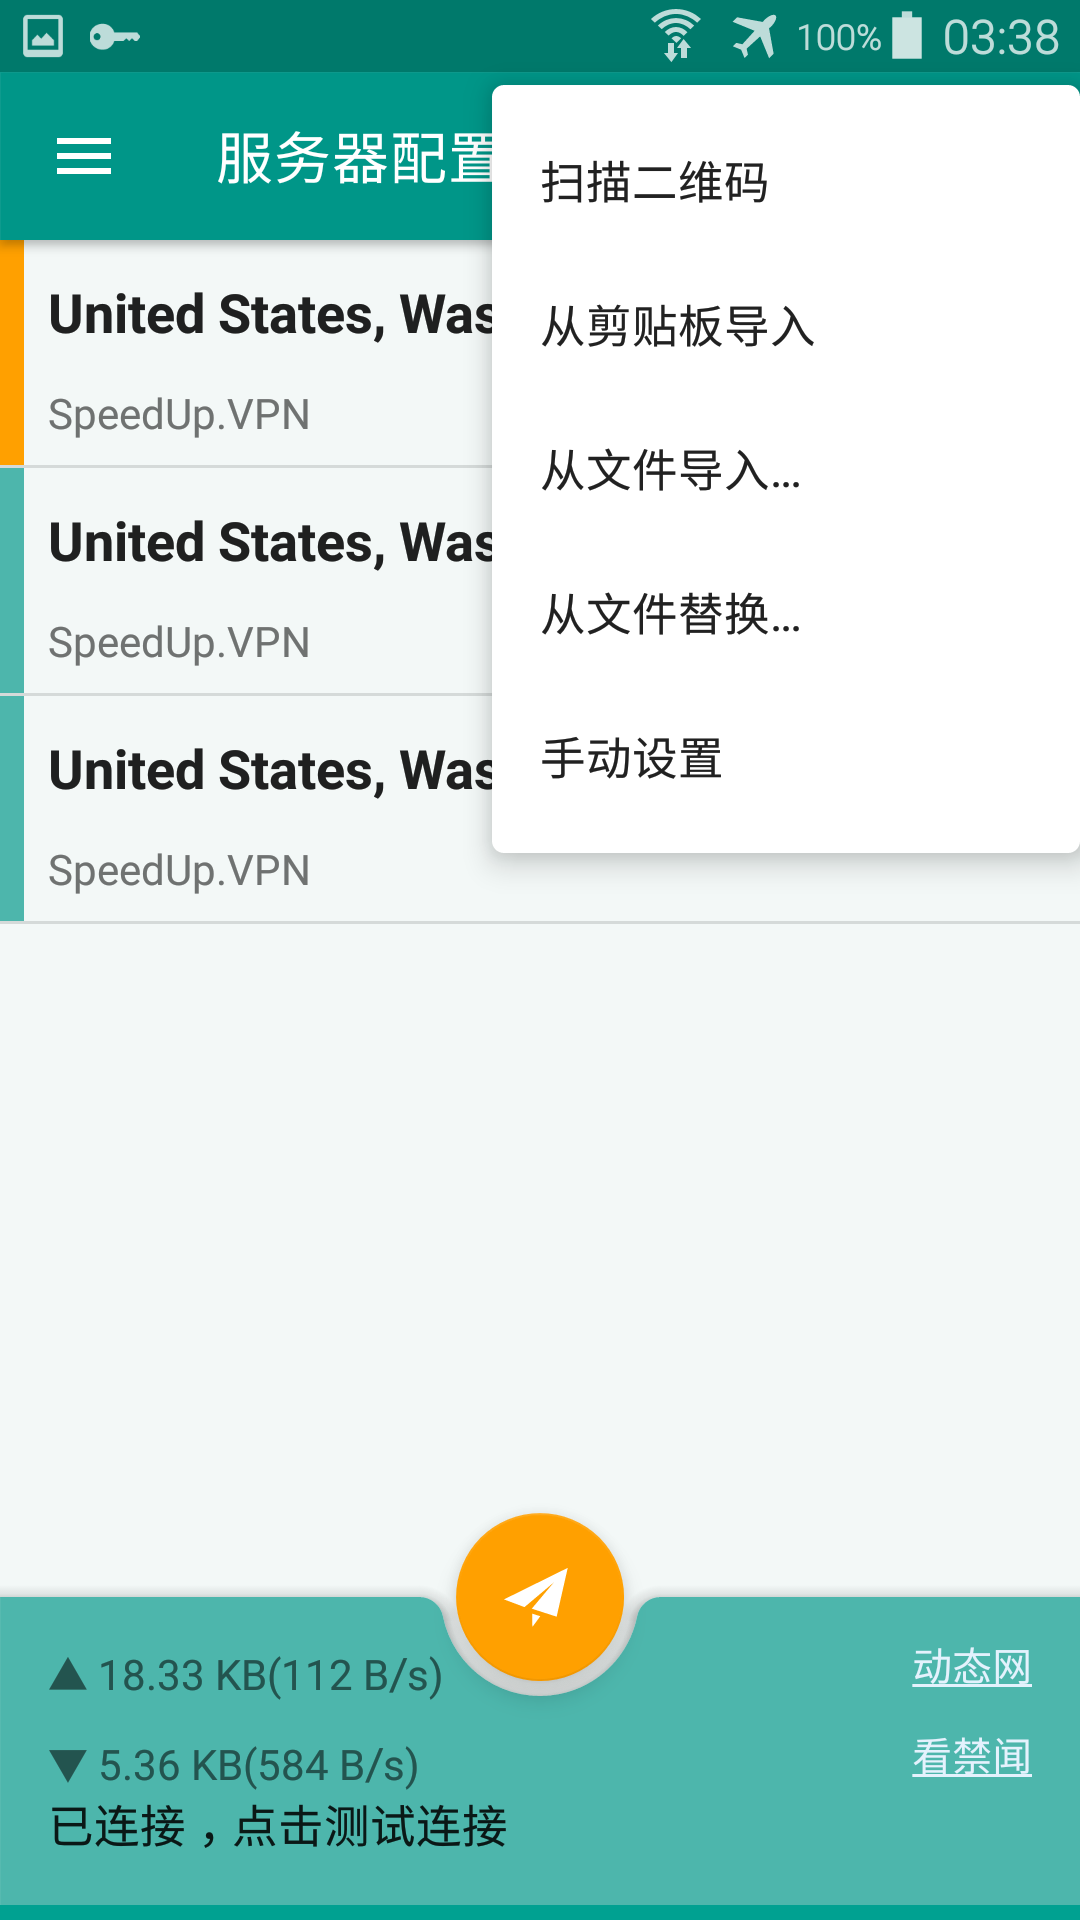 100% 03:38
服务器配置
扫描二维码
从剪贴板导入
从文件导入...
从文件替换...
手动设置
United States, Was
SpeedUp.VPN
United States, Was
SpeedUp.VPN
United States, Was
SpeedUp.VPN
▲ 18.33 KB(112 B/s)
动态网
▼ 5.36 KB(584 B/s)
看禁闻
已连接，点击测试连接